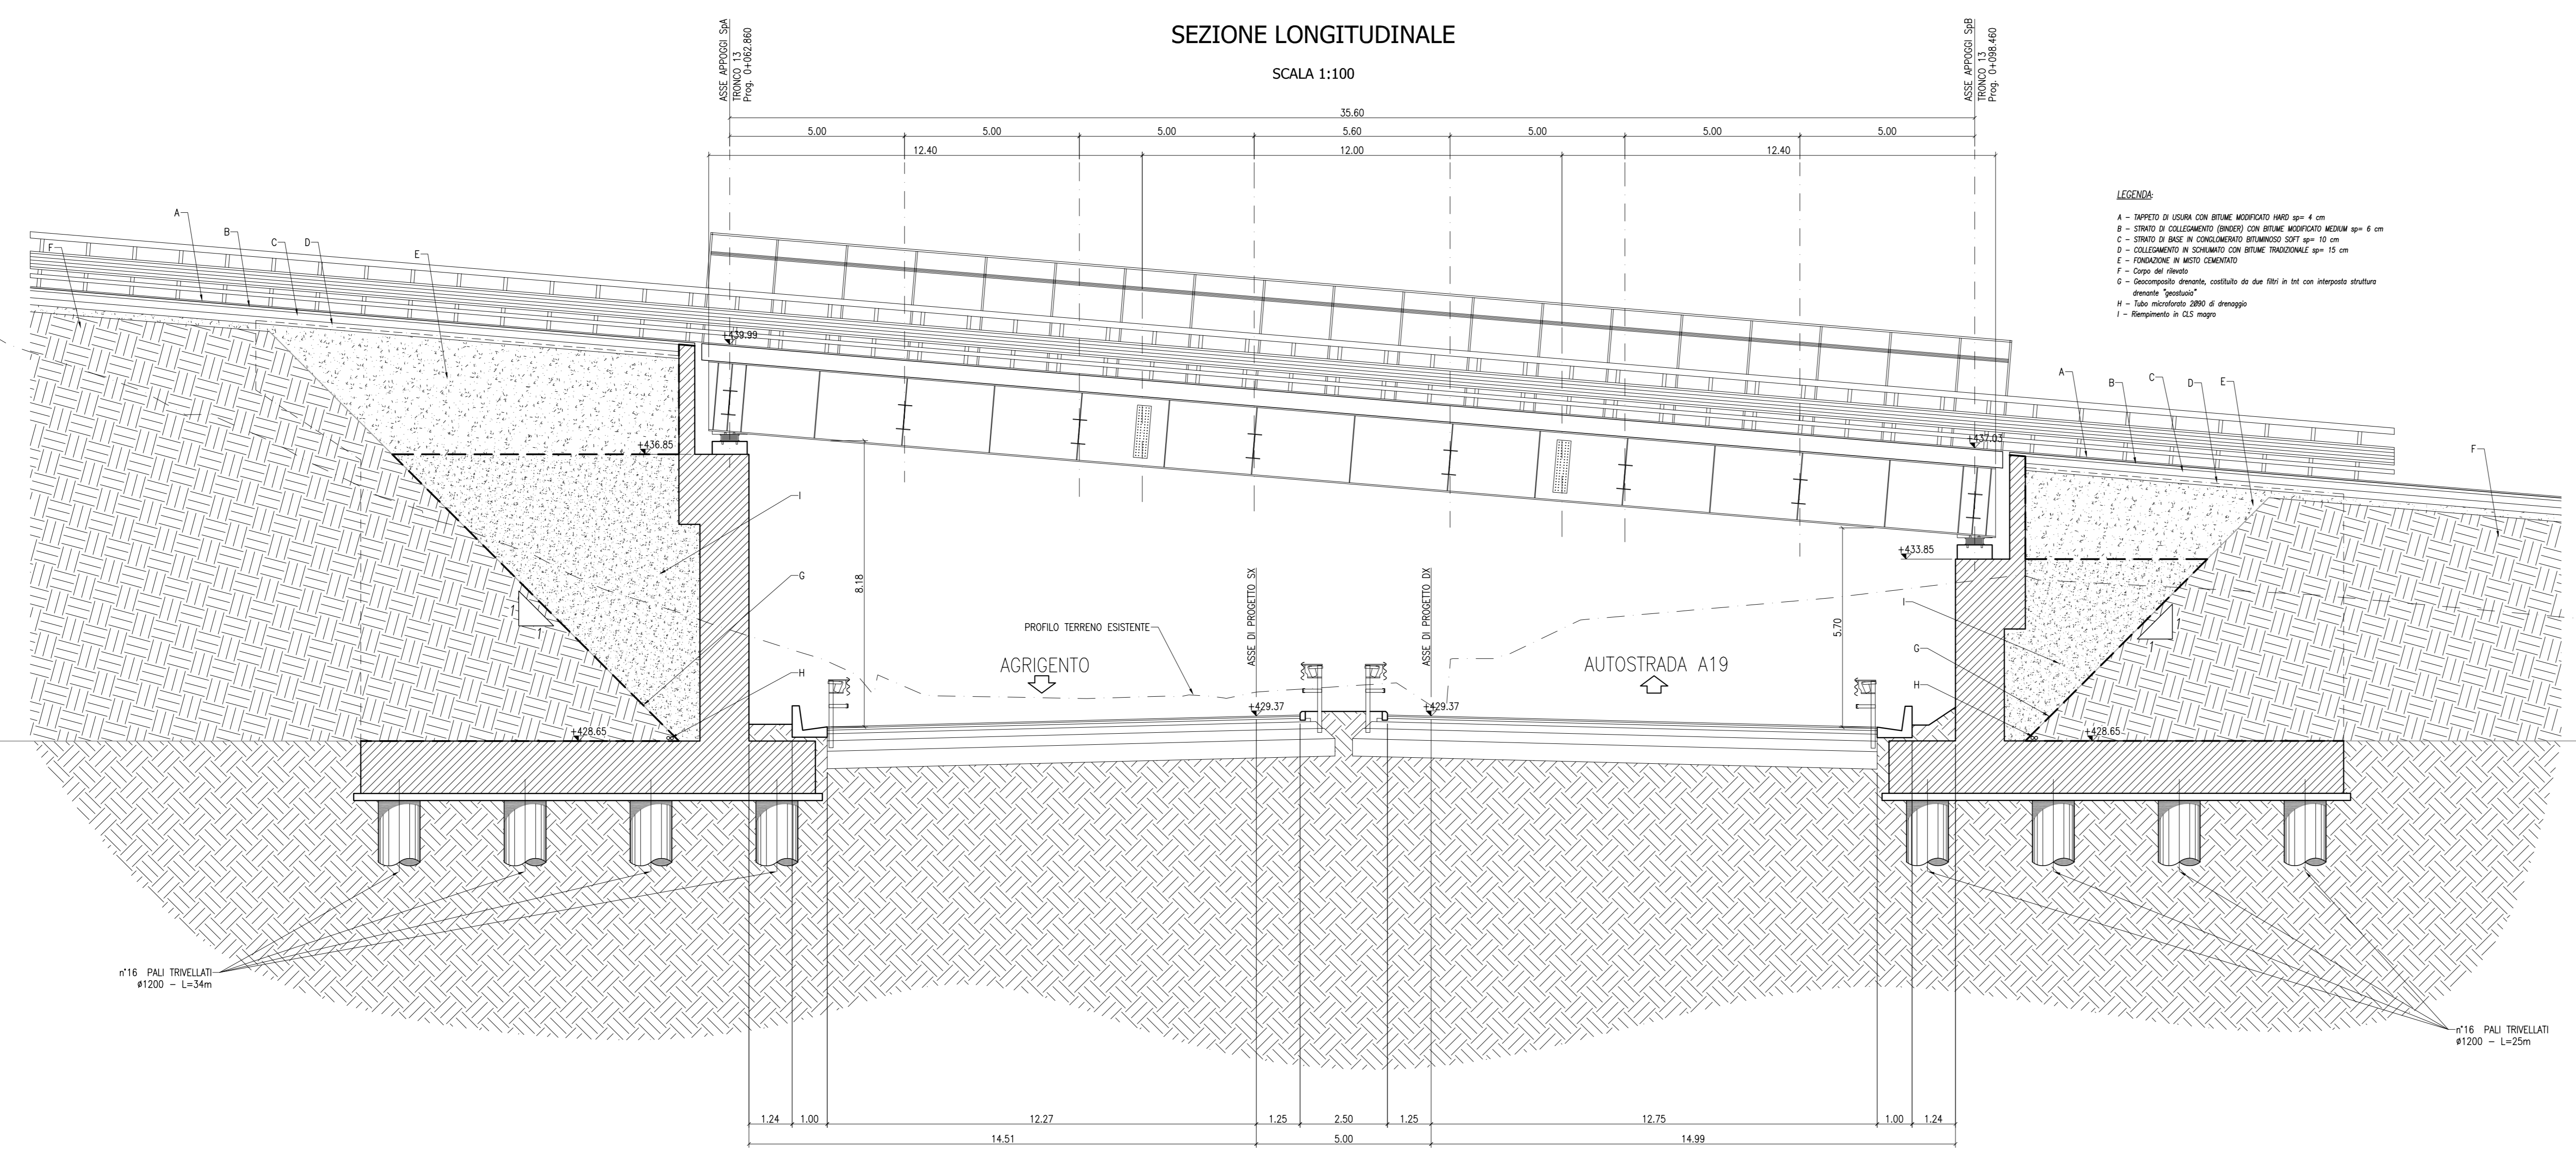 SEZIONE LONGITUDINALE
SCALA 1:100
ASSE APPOGGI SpA
TRONCO 13
Prog. 0+062.860
ASSE APPOGGI SpB
TRONCO 13
Prog. 0+098.460
35.60
5.00 5.00 5.00 5.60 5.00 5.00 5.00
12.40 12.00 12.40
LEGENDA:
A - TAPPETO DI USURA CON BITUME MODIFICATO HARD sp= 4 cm
B - STRATO DI COLLEGAMENTO (BINDER) CON BITUME MODIFICATO MEDIUM sp= 6 cm
C - STRATO DI BASE IN CONGLOMERATO BITUMINOSO SOFT sp= 10 cm
D - COLLEGAMENTO IN SCHIUMATO CON BITUME TRADIZIONALE sp= 15 cm
E - FONDAZIONE IN MISTO CEMENTATO
F - Corpo del rilevato
G - Geocomposito drenante, costituito da due filtri in tnt con interposta struttura
drenante "geostuoia"
H - Tubo microforato 2Ø90 di drenaggio
I - Riempimento in CLS magro
A
B
C
D
E
F
+439.99
+436.85
I
G
H
1
1
+428.65
8.18
PROFILO TERRENO ESISTENTE
AGRIGENTO
ASSE DI PROGETTO SX
ASSE DI PROGETTO DX
+429.37
+429.37
AUTOSTRADA A19
5.70
+437.03
+433.85
A
B
C
D
E
F
I
G
H
1
1
+428.65
n°16 PALI TRIVELLATI
ø1200 - L=34m
n°16 PALI TRIVELLATI
ø1200 - L=25m
1.24 1.00 12.27 1.25 2.50 1.25 12.75 1.00 1.24
14.51 5.00 14.99